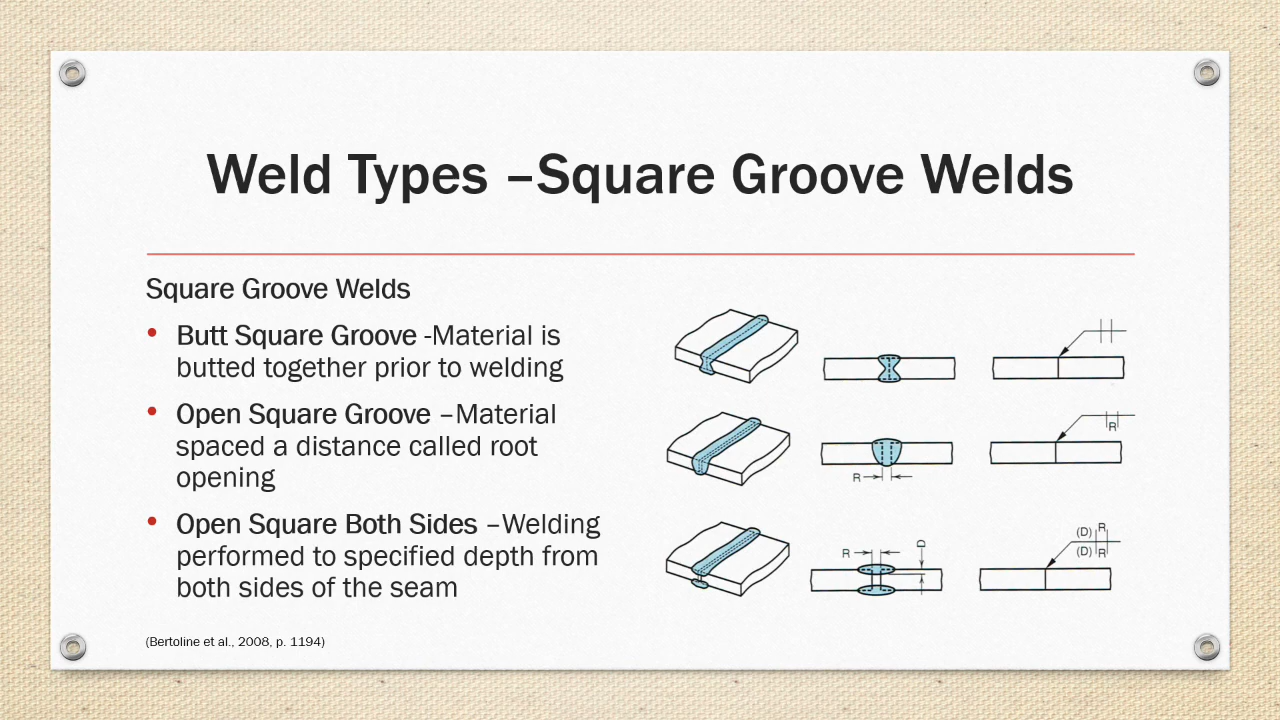 Weld Types –Square Groove Welds
Square Groove Welds
• Butt Square Groove -Material is
butted together prior to welding
• Open Square Groove –Material
spaced a distance called root
opening
• Open Square Both Sides –Welding
performed to specified depth from
both sides of the seam
(Bertoline et al., 2008, p. 1194)
R
R
R
D
(D) R
(D) R